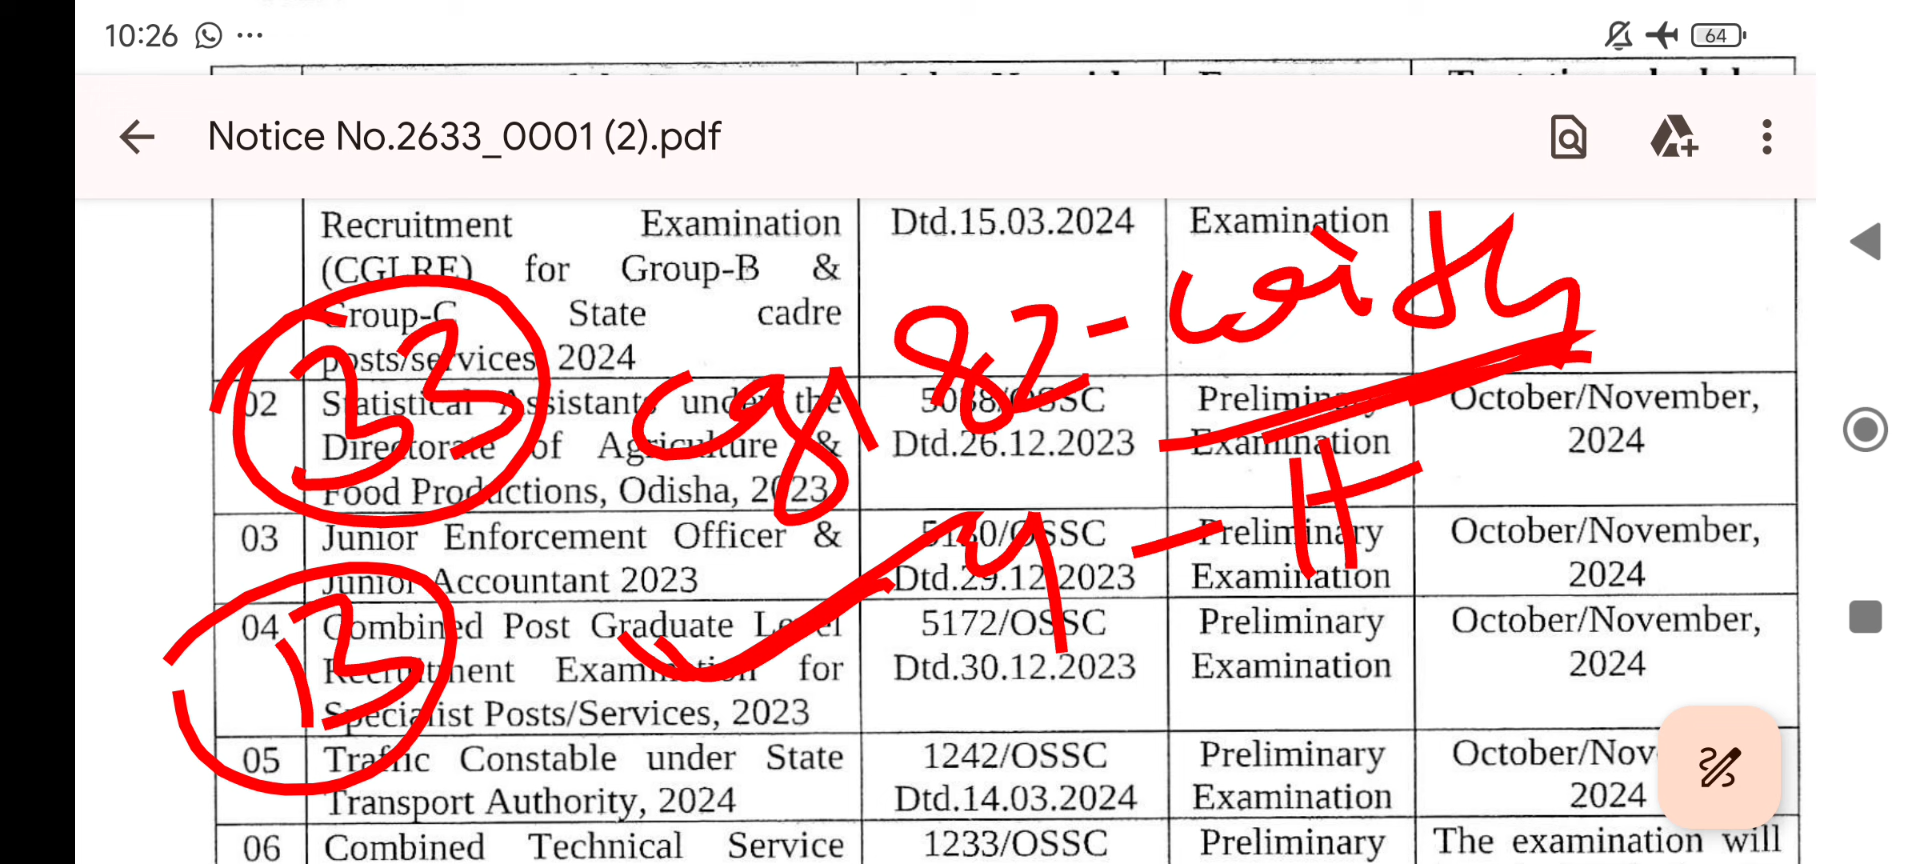 10:26
64
Notice No.2633_0001 (2).pdf
Recruitment Examination Dtd.15.03.2024 Examination
(CGLRE) for Group-B &
Group-C State cadre
posts/services, 2024
02 Statistical Assistants under the 5088/OSSC Preliminary October/November,
Directorate of Agriculture & Dtd.26.12.2023 Examination 2024
Food Productions, Odisha, 2023
03 Junior Enforcement Officer & /OSSC Preliminary October/November,
Junior Accountant 2023 Dtd.29.12.2023 Examination 2024
04 Combined Post Graduate Level 5172/OSSC Preliminary October/November,
Recruitment Examination for Dtd.30.12.2023 Examination 2024
Specialist Posts/Services, 2023
05 Traffic Constable under State 1242/OSSC Preliminary October/Nov
Transport Authority, 2024 Dtd.14.03.2024 Examination 2024
06 Combined Technical Service 1233/OSSC Preliminary The examination will
33
13